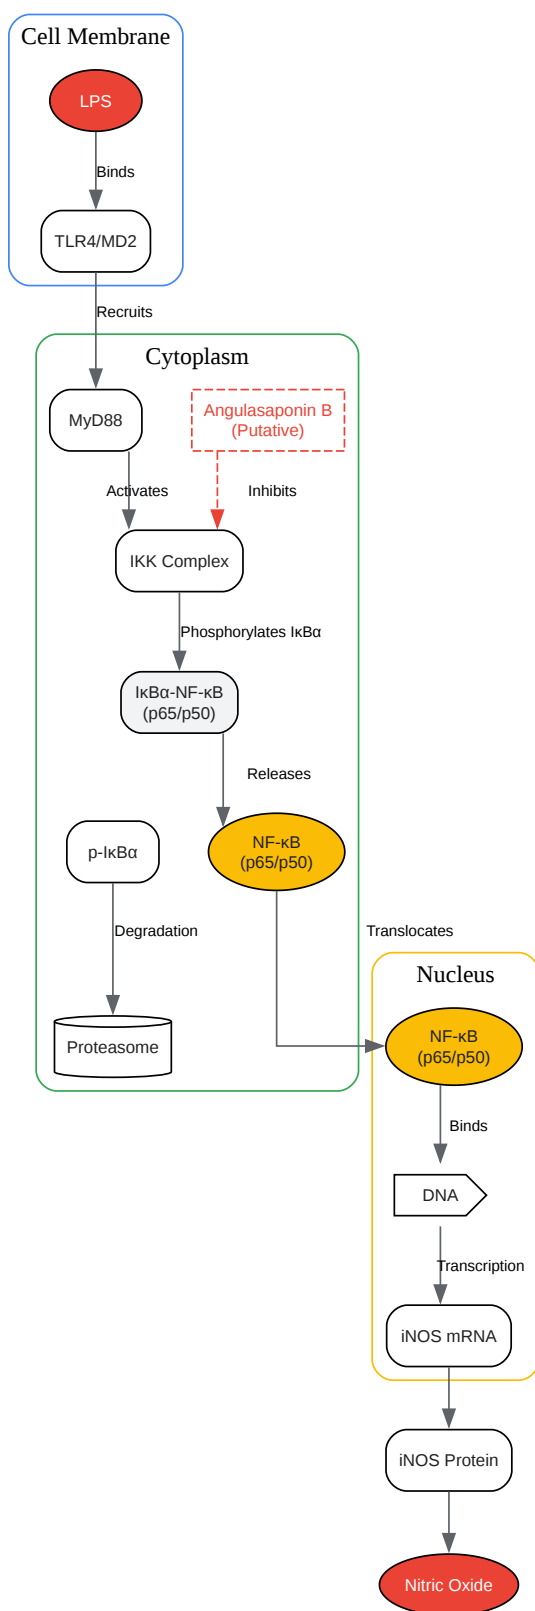 Cell Membrane
LPS
Binds
TLR4/MD2
Recruits
Cytoplasm
MyD88
Angulasaponin B
(Putative)
Activates
Inhibits
IKK Complex
Phosphorylates IκBα
IκBα-NF-κB
(p65/p50)
Releases
p-IκBα
NF-κB
(p65/p50)
Degradation
Translocates
Nucleus
Proteasome
NF-κB
(p65/p50)
Binds
DNA
Transcription
iNOS mRNA
iNOS Protein
Nitric Oxide